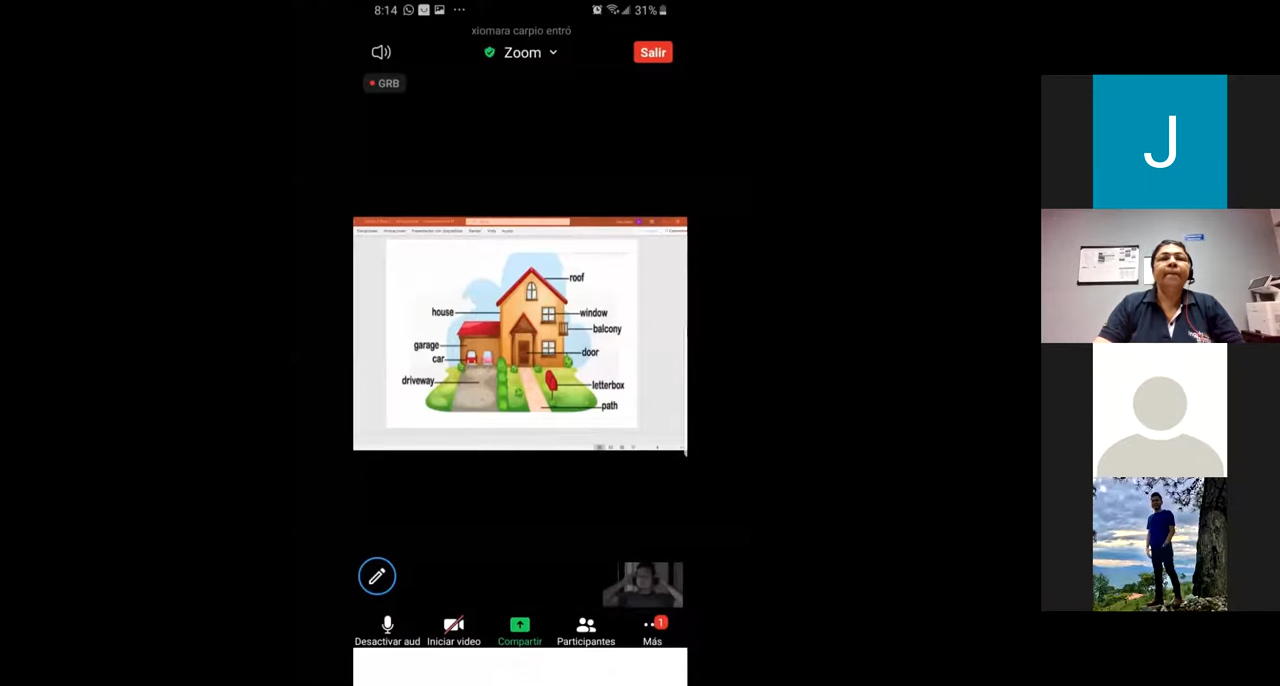 8:14 31%
xiomara carpio entró
Zoom Salir
GRB
J
roof
house window
balcony
garage door
car
driveway letterbox
path
Desactivar aud Iniciar video Compartir Participantes Más
1